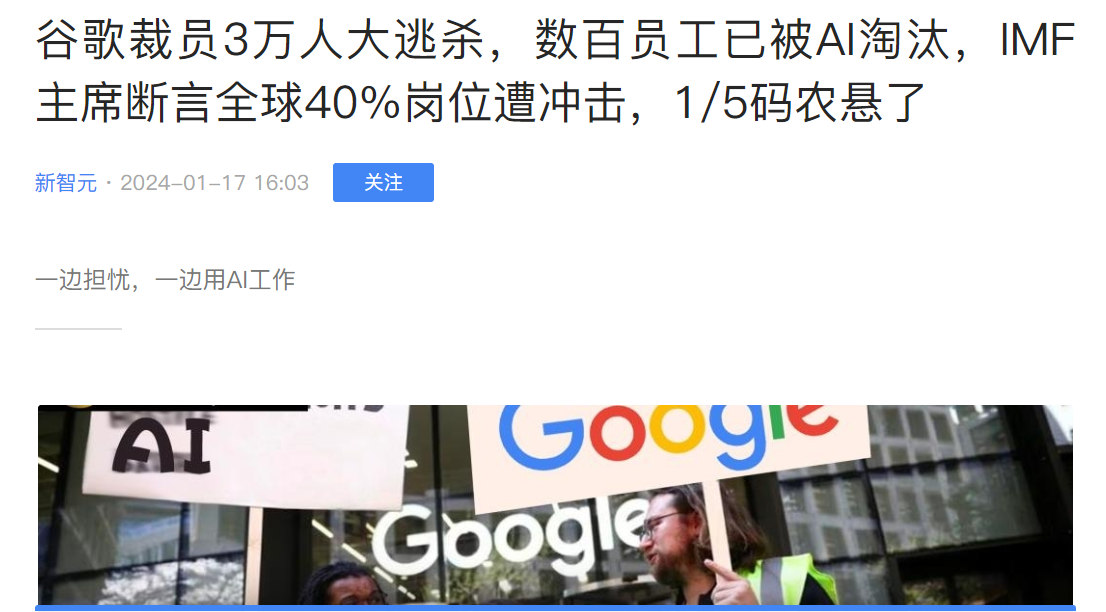 谷歌裁员3万人大逃杀，数百员工已被AI淘汰，IMF
主席断言全球40%岗位遭冲击，1/5码农悬了
新智元 · 2024-01-17 16:03 关注
一边担忧，一边用AI工作
AI
Google
Google